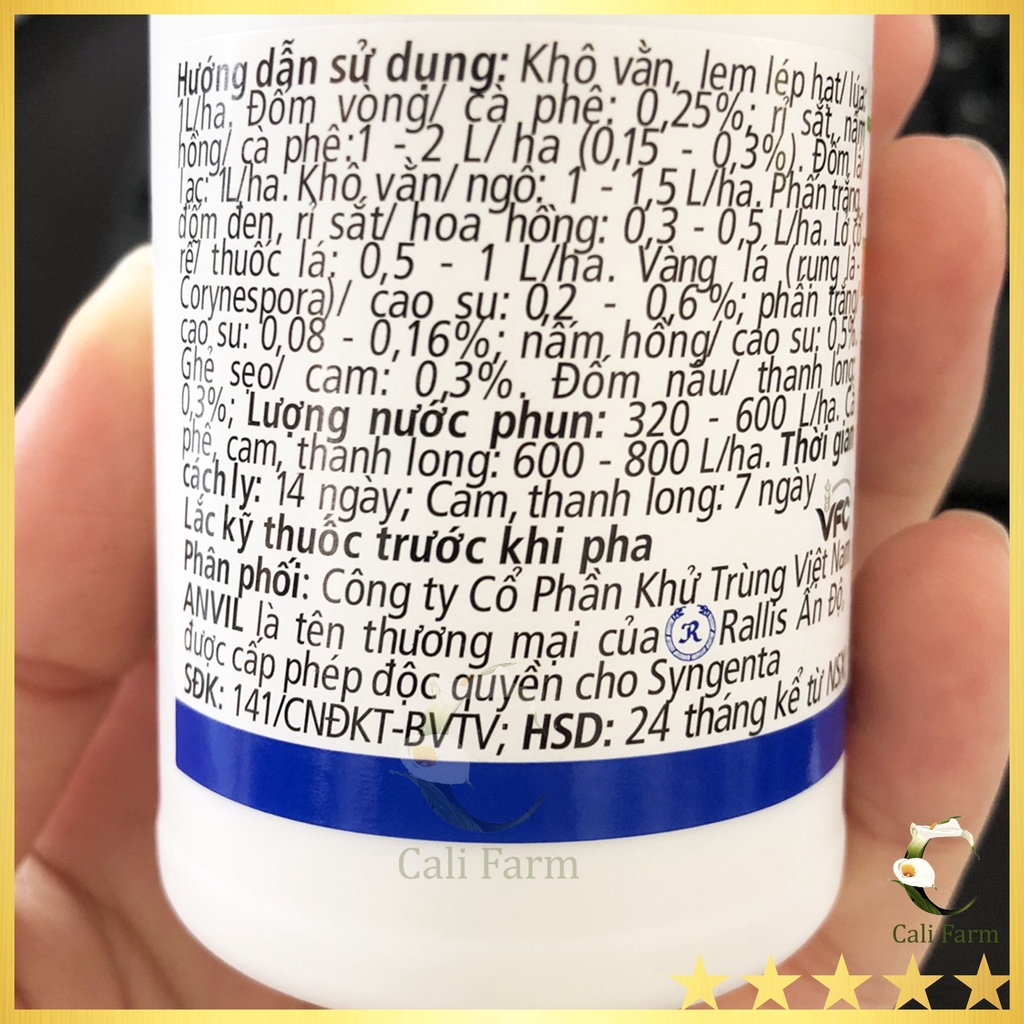 Hướng dẫn sử dụng: Khô vằn, lem lép hạt/ lúa:
1L/ha. Đốm vòng/ cà phê: 0,25%; rỉ sắt, nấm
hồng/ cà phê:1 - 2 L/ ha (0,15 - 0,3%). Đốm lá/
lạc: 1L/ha. Khô vằn/ ngô: 1 - 1,5 L/ha. Phấn trắng,
đốm đen, rỉ sắt/ hoa hồng: 0,3 - 0,5 L/ha. Lở cổ
rễ/ thuốc lá: 0,5 - 1 L/ha. Vàng lá (rụng lá-
Corynespora)/ cao su: 0,2 - 0,6 %; phấn trắng/
cao su: 0,08 - 0,16%; nấm hồng/ cao su: 0,5%.
Ghẻ sẹo/ cam: 0,3%. Đốm nâu/ thanh long:
0,3%; Lượng nước phun: 320 - 600 L/ha. Cà
phê, cam, thanh long: 600 - 800 L/ha. Thời gian
cách ly: 14 ngày; Cam, thanh long: 7 ngày
Lắc kỹ thuốc trước khi pha
VFC
Phân phối: Công ty Cổ Phần Khử Trùng Việt Nam
ANVIL là tên thương mại của R Rallis Ấn Độ,
được cấp phép độc quyền cho Syngenta
SĐK: 141/CNĐKT-BVTV; HSD: 24 tháng kể từ NSX
Cali Farm
Cali Farm